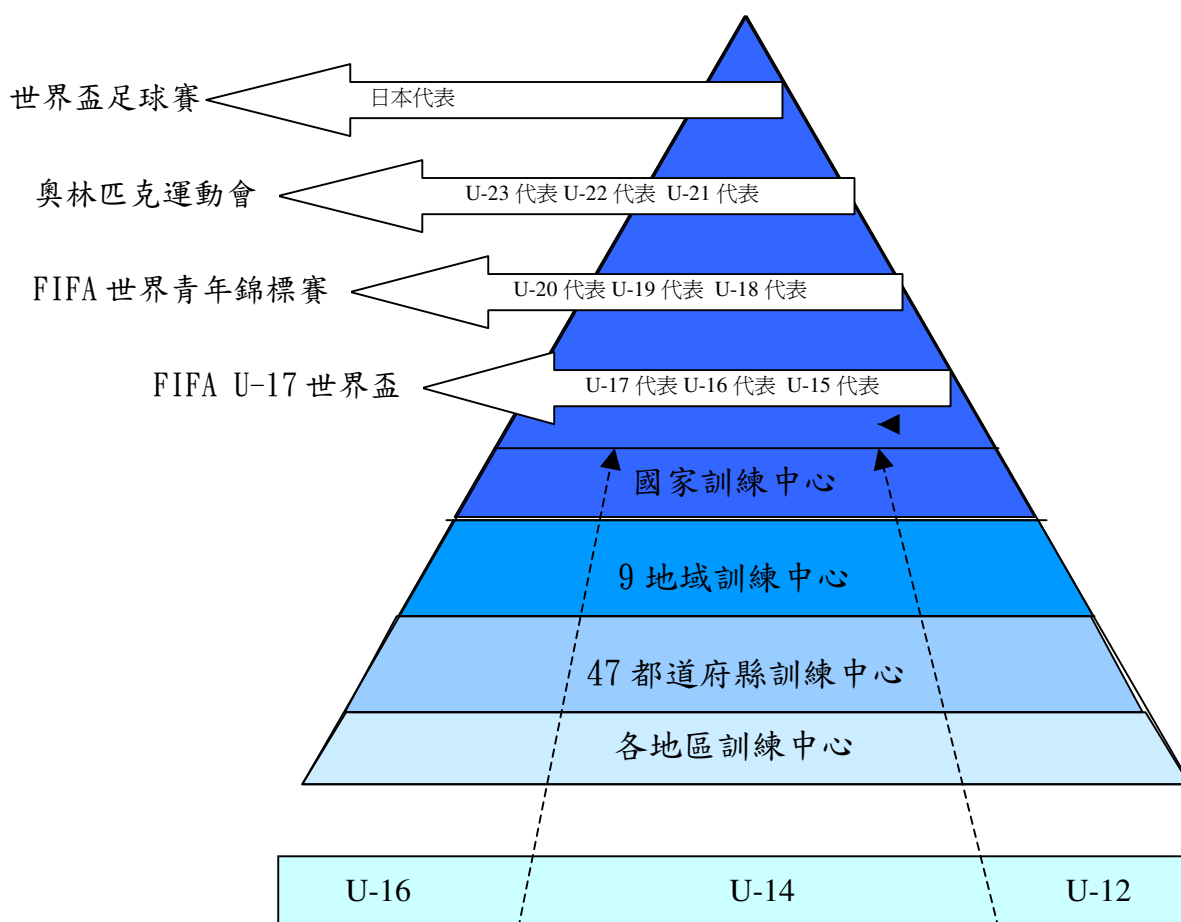 世界盃足球賽
日本代表
奧林匹克運動會
U-23 代表 U-22 代表 U-21 代表
FIFA 世界青年錦標賽
U-20 代表 U-19 代表 U-18 代表
FIFA U-17 世界盃
U-17 代表 U-16 代表 U-15 代表
國家訓練中心
9 地域訓練中心
47 都道府縣訓練中心
各地區訓練中心
U-16
U-14
U-12